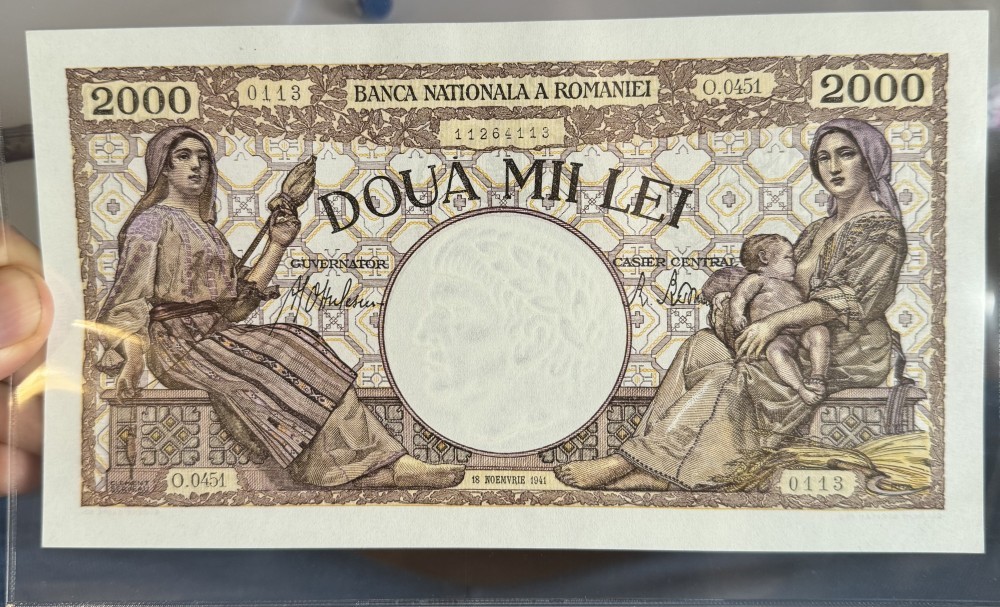 2000 0113 BANCA NATIONALA A ROMANIEI O.0451 2000
11264113
DOUĂ MII LEI
GUVERNATOR
CASIER CENTRAL
O.0451
18 NOEMVRIE 1941
0113